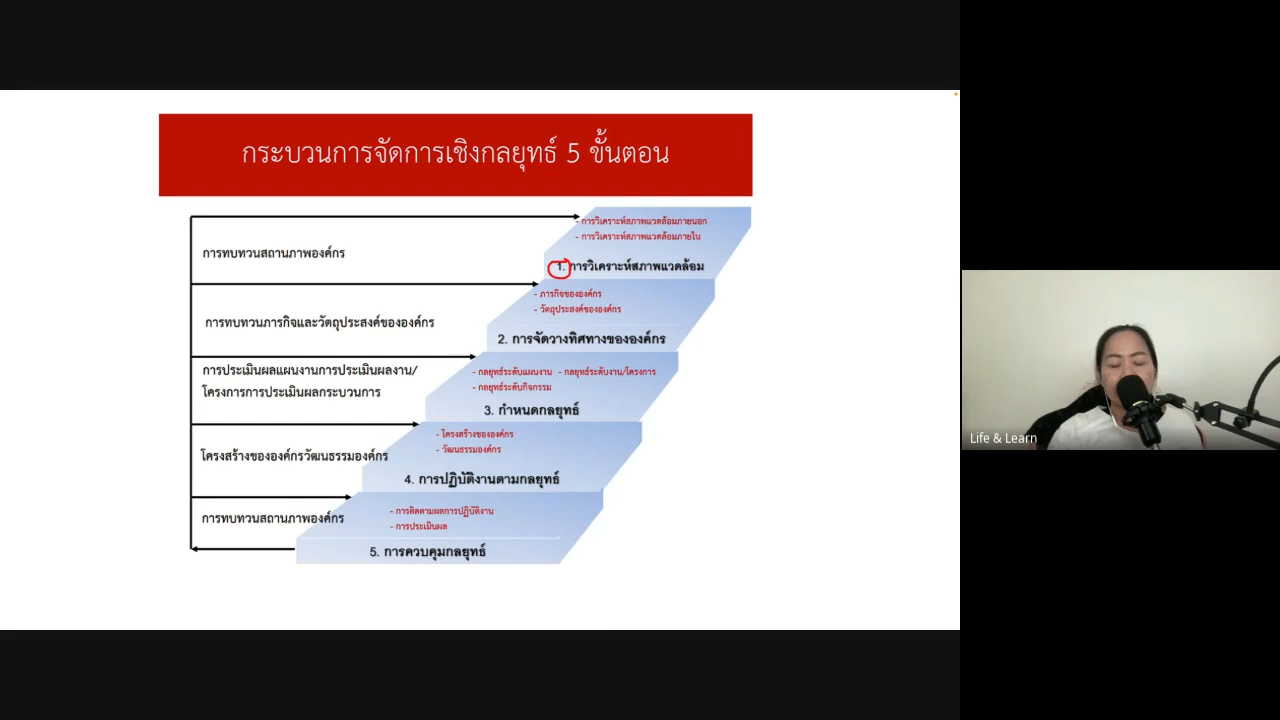 กระบวนการจัดการเชิงกลยุทธ์ 5 ขั้นตอน
- การวิเคราะห์สภาพแวดล้อมภายนอก
- การวิเคราะห์สภาพแวดล้อมภายใน
การทบทวนสถานภาพองค์กร
1. การวิเคราะห์สภาพแวดล้อม
- ภารกิจขององค์กร
- วัตถุประสงค์ขององค์กร
การทบทวนภารกิจและวัตถุประสงค์ขององค์กร
2. การจัดวางทิศทางขององค์กร
การประเมินผลแผนงานการประเมินผลงาน/
โครงการการประเมินผลกระบวนการ
- กลยุทธ์ระดับแผนงาน - กลยุทธ์ระดับงาน/โครงการ
- กลยุทธ์ระดับกิจกรรม
3. กำหนดกลยุทธ์
- โครงสร้างขององค์กร
- วัฒนธรรมองค์กร
โครงสร้างขององค์กรวัฒนธรรมองค์กร
4. การปฏิบัติงานตามกลยุทธ์
- การติดตามผลการปฏิบัติงาน
- การประเมินผล
การทบทวนสถานภาพองค์กร
5. การควบคุมกลยุทธ์
Life & Learn